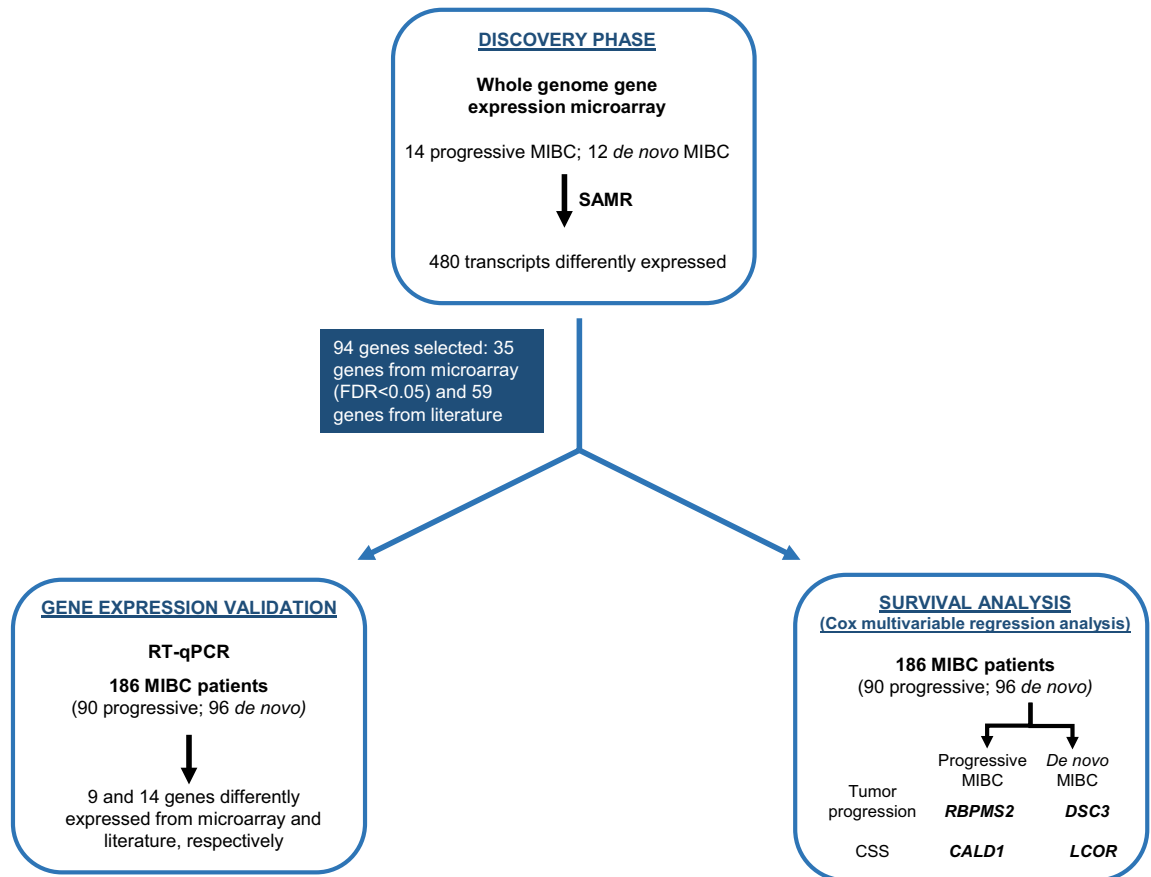 DISCOVERY PHASE
Whole genome gene
expression microarray
14 progressive MIBC; 12 de novo MIBC
SAMR
480 transcripts differently expressed
94 genes selected: 35
genes from microarray
(FDR<0.05) and 59
genes from literature
GENE EXPRESSION VALIDATION
RT-qPCR
186 MIBC patients
(90 progressive; 96 de novo)
9 and 14 genes differently
expressed from microarray and
literature, respectively
SURVIVAL ANALYSIS
(Cox multivariable regression analysis)
186 MIBC patients
(90 progressive; 96 de novo)
Progressive
MIBC
De novo
MIBC
Tumor
progression
RBPMS2
DSC3
CSS
CALD1
LCOR